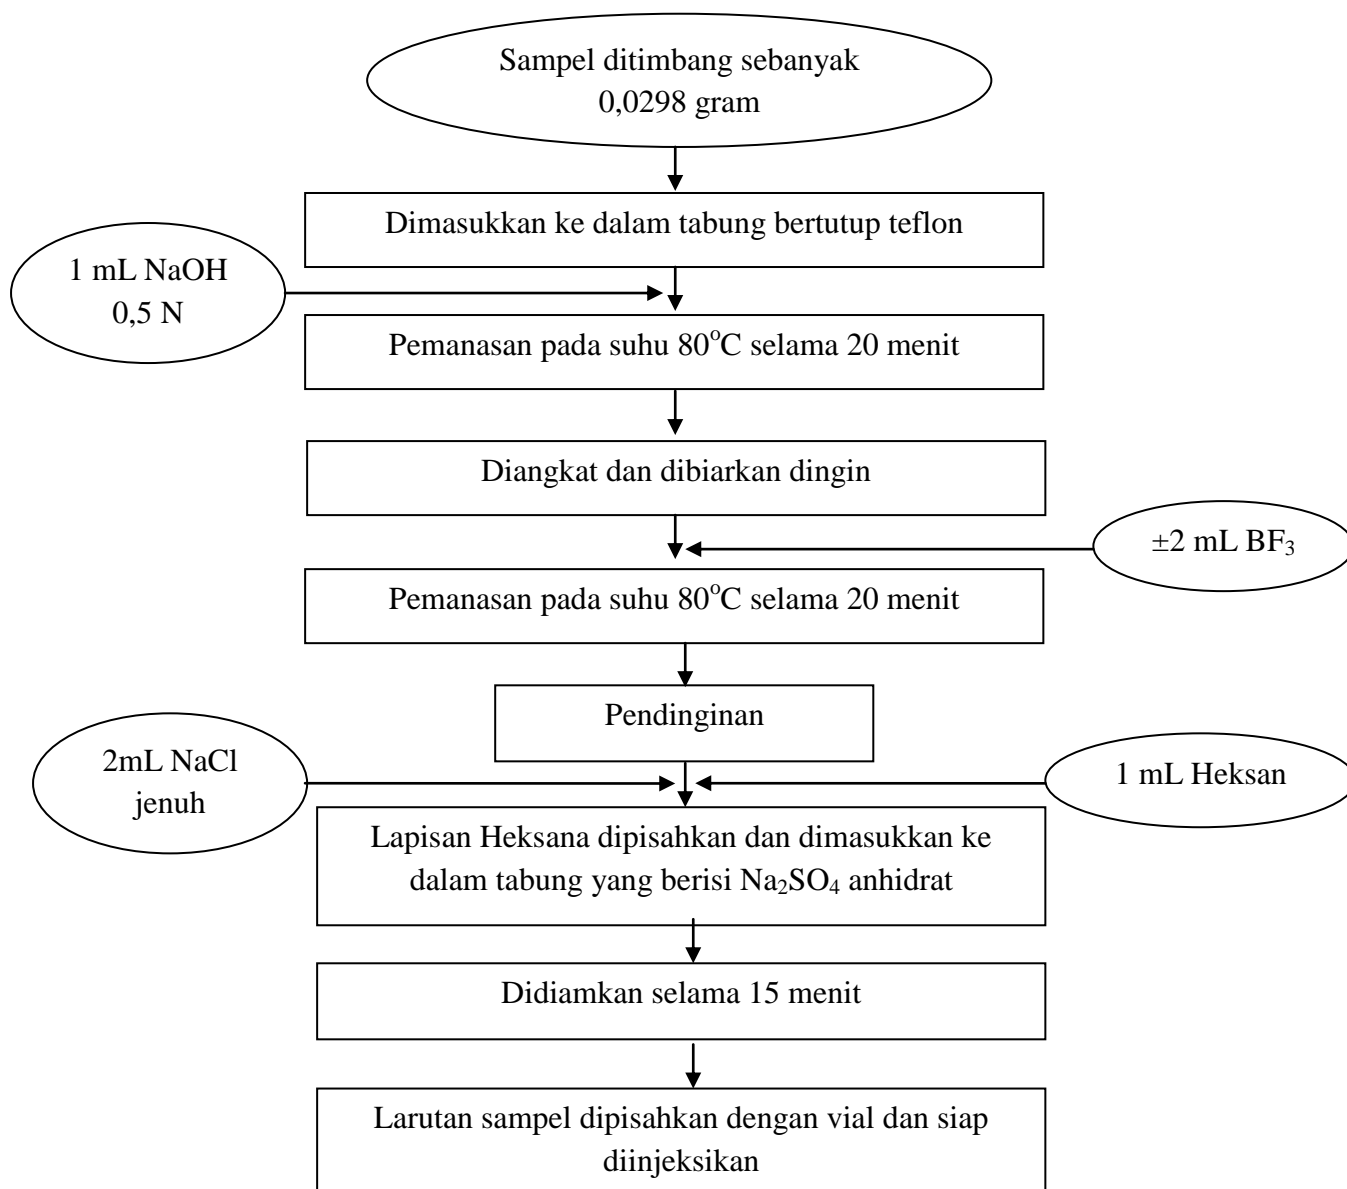 Sampel ditimbang sebanyak
0,0298 gram
Dimasukkan ke dalam tabung bertutup teflon
1 mL NaOH
0,5 N
Pemanasan pada suhu 80°C selama 20 menit
Diangkat dan dibiarkan dingin
±2 mL BF₃
Pemanasan pada suhu 80°C selama 20 menit
Pendinginan
2mL NaCl
jenuh
1 mL Heksan
Lapisan Heksana dipisahkan dan dimasukkan ke
dalam tabung yang berisi Na₂SO₄ anhidrat
Didiamkan selama 15 menit
Larutan sampel dipisahkan dengan vial dan siap
diinjeksikan